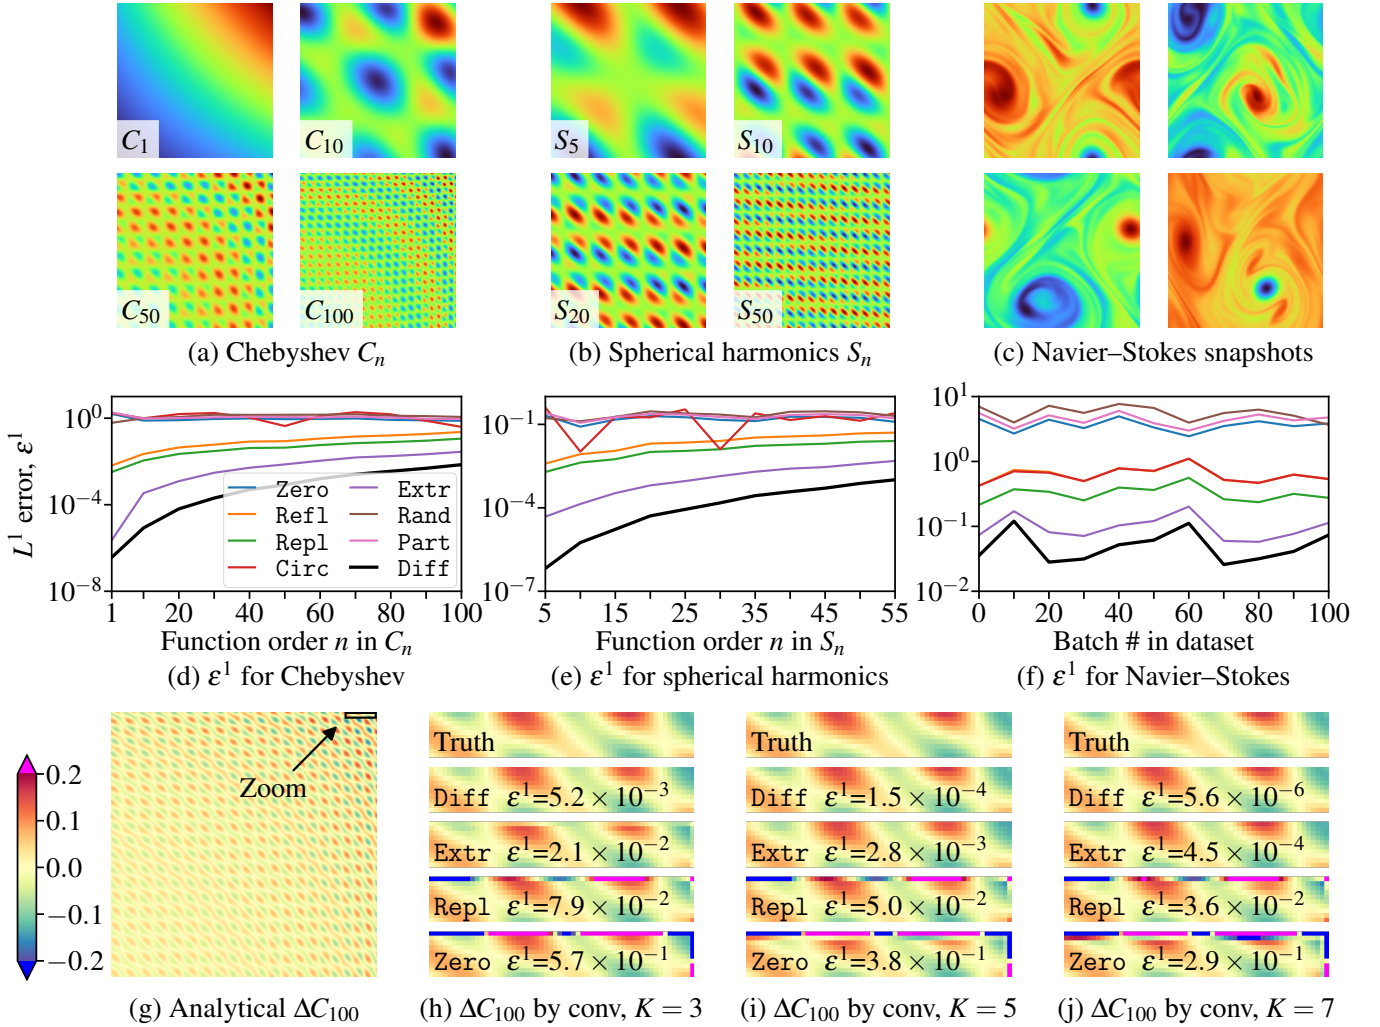 C₁
C₁₀
S₅
S₁₀
C₅₀
C₁₀₀
S₂₀
S₅₀
(a) Chebyshev Cₙ
(b) Spherical harmonics Sₙ
(c) Navier–Stokes snapshots
L¹ error, ε¹
10⁰
10⁻⁴
10⁻⁸
Zero
Refl
Repl
Circ
Extr
Rand
Part
Diff
1 20 40 60 80 100
Function order n in Cₙ
(d) ε¹ for Chebyshev
10⁻¹
10⁻⁴
10⁻⁷
5 15 25 35 45 55
Function order n in Sₙ
(e) ε¹ for spherical harmonics
10¹
10⁰
10⁻¹
10⁻²
0 20 40 60 80 100
Batch # in dataset
(f) ε¹ for Navier–Stokes
0.2
0.1
0.0
−0.1
−0.2
Zoom
(g) Analytical ΔC₁₀₀
Truth
Diff ε¹=5.2 × 10⁻³
Extr ε¹=2.1 × 10⁻²
Repl ε¹=7.9 × 10⁻²
Zero ε¹=5.7 × 10⁻¹
(h) ΔC₁₀₀ by conv, K = 3
Truth
Diff ε¹=1.5 × 10⁻⁴
Extr ε¹=2.8 × 10⁻³
Repl ε¹=5.0 × 10⁻²
Zero ε¹=3.8 × 10⁻¹
(i) ΔC₁₀₀ by conv, K = 5
Truth
Diff ε¹=5.6 × 10⁻⁶
Extr ε¹=4.5 × 10⁻⁴
Repl ε¹=3.6 × 10⁻²
Zero ε¹=2.9 × 10⁻¹
(j) ΔC₁₀₀ by conv, K = 7